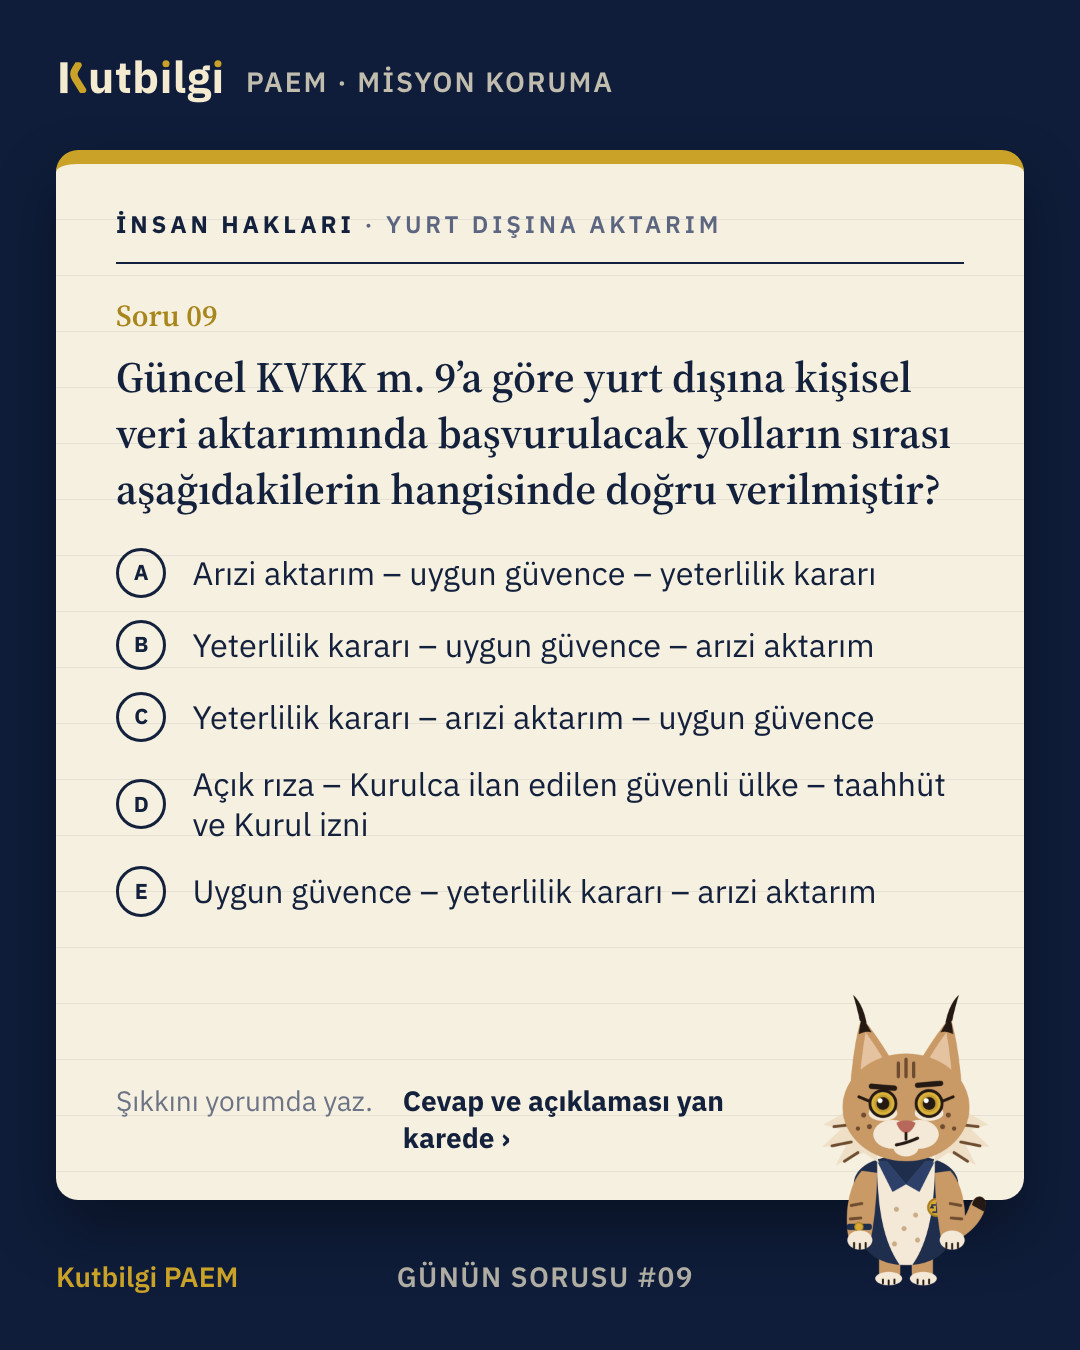 Kutbilgi PAEM · MİSYON KORUMA
İNSAN HAKLARI · YURT DIŞINA AKTARIM
Soru 09
Güncel KVKK m. 9’a göre yurt dışına kişisel
veri aktarımında başvurulacak yolların sırası
aşağıdakilerin hangisinde doğru verilmiştir?
A Arızi aktarım – uygun güvence – yeterlilik kararı
B Yeterlilik kararı – uygun güvence – arızi aktarım
C Yeterlilik kararı – arızi aktarım – uygun güvence
D Açık rıza – Kurulca ilan edilen güvenli ülke – taahhüt
ve Kurul izni
E Uygun güvence – yeterlilik kararı – arızi aktarım
Şıkkını yorumda yaz. Cevap ve açıklaması yan
karede ›
Kutbilgi PAEM GÜNÜN SORUSU #09